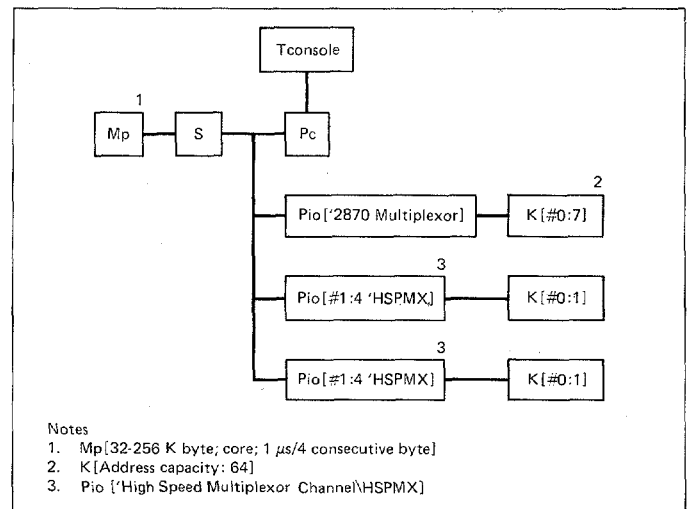 Tconsole
1
Mp
S
Pc
2
Pio['2870 Multiplexor]
K[#0:7]
3
Pio[#1:4 'HSPMX]
K[#0:1]
3
Pio[#1:4 'HSPMX]
K[#0:1]
Notes
1. Mp[32-256 K byte; core; 1 μs/4 consecutive byte]
2. K[Address capacity: 64]
3. Pio ['High Speed Multiplexor Channel\HSPMX]